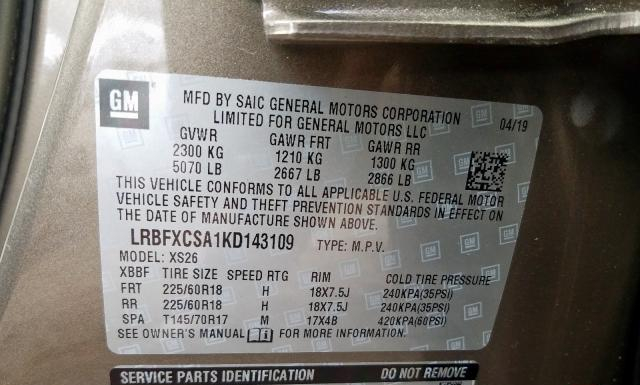 GM
MFD BY SAIC GENERAL MOTORS CORPORATION
LIMITED FOR GENERAL MOTORS LLC 04/19
GVWR GAWR FRT GAWR RR
2300 KG 1210 KG 1300 KG
5070 LB 2667 LB 2866 LB
THIS VEHICLE CONFORMS TO ALL APPLICABLE U.S. FEDERAL MOTOR
VEHICLE SAFETY AND THEFT PREVENTION STANDARDS IN EFFECT ON
THE DATE OF MANUFACTURE SHOWN ABOVE.
LRBFXCSA1KD143109 TYPE: M.P.V.
MODEL: XS26
XBBF TIRE SIZE SPEED RTG RIM COLD TIRE PRESSURE
FRT 225/60R18 H 18X7.5J 240KPA(35PSI)
RR 225/60R18 H 18X7.5J 240KPA(35PSI)
SPA T145/70R17 M 17X4B 420KPA(60PSI)
SEE OWNER'S MANUAL FOR MORE INFORMATION.
SERVICE PARTS IDENTIFICATION DO NOT REMOVE